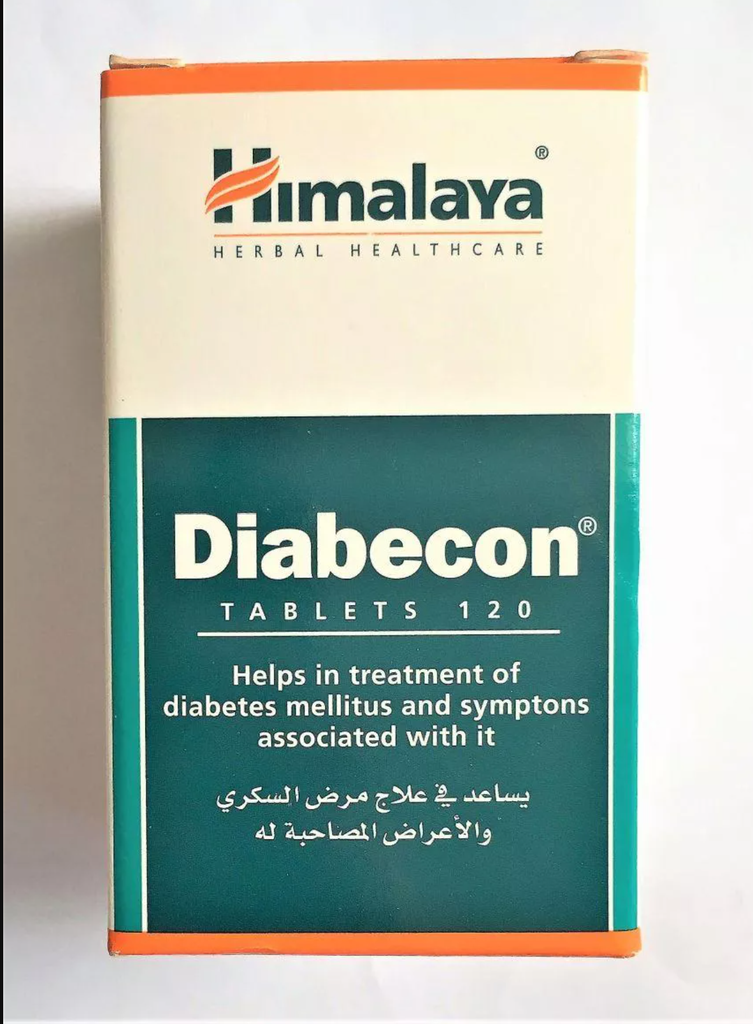 Himalaya®
HERBAL HEALTHCARE
Diabecon®
TABLETS 120
Helps in treatment of
diabetes mellitus and symptons
associated with it
يساعد في علاج مرض السكري
والأعراض المصاحبة له